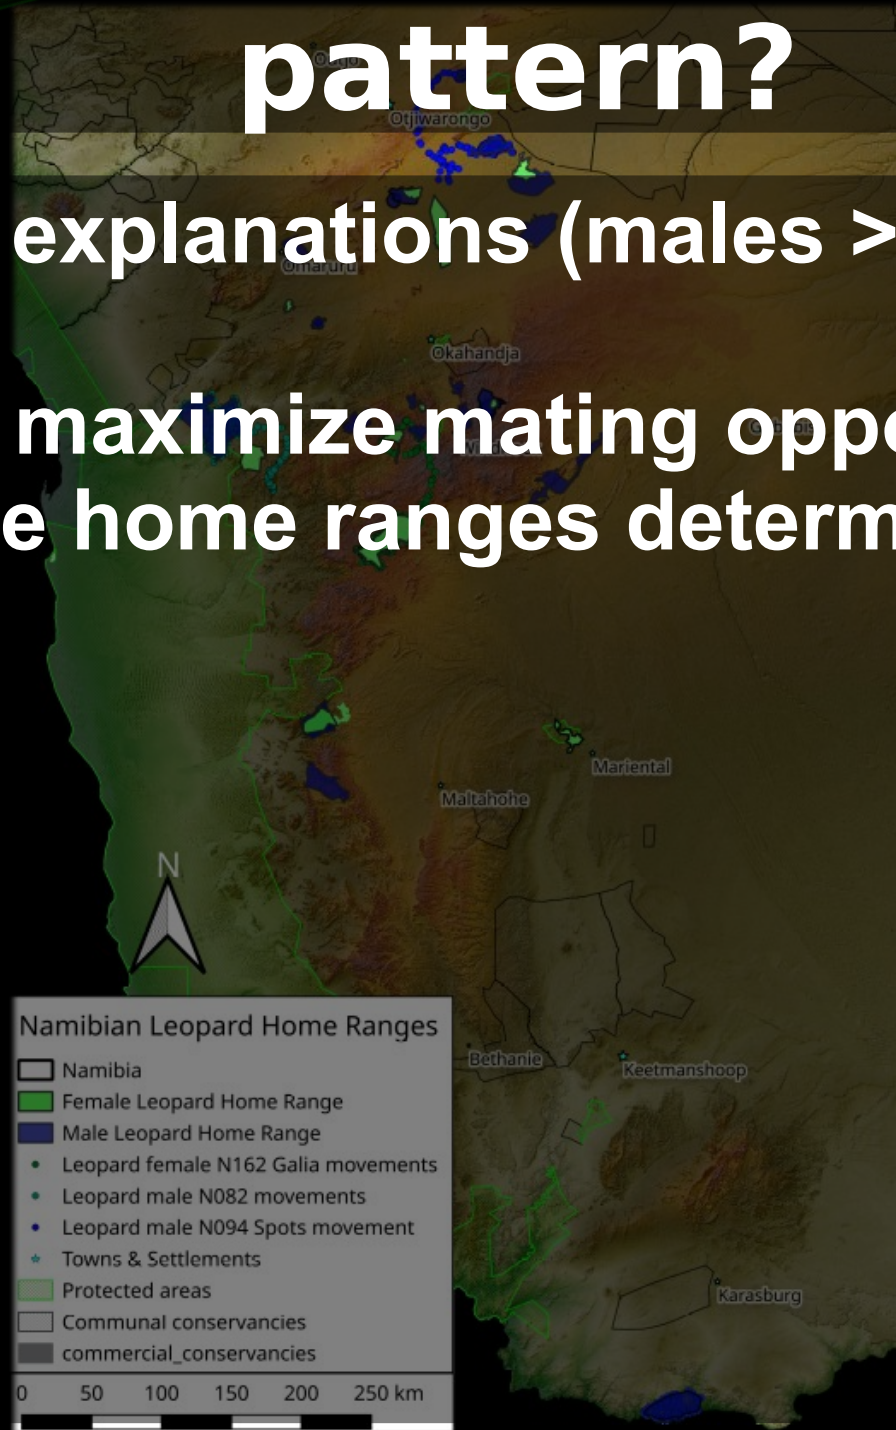 pattern?
Otjiwarongo
explanations (males >
Omaruru
Okahandja
maximize mating oppo
e home ranges determ
Mariental
Maltahohe
N
Namibian Leopard Home Ranges
Namibia
Bethanie
Keetmanshoop
Female Leopard Home Range
Male Leopard Home Range
Leopard female N162 Galia movements
Leopard male N082 movements
Leopard male N094 Spots movement
Towns & Settlements
Protected areas
Karasburg
Communal conservancies
commercial_conservancies
0 50 100 150 200 250 km